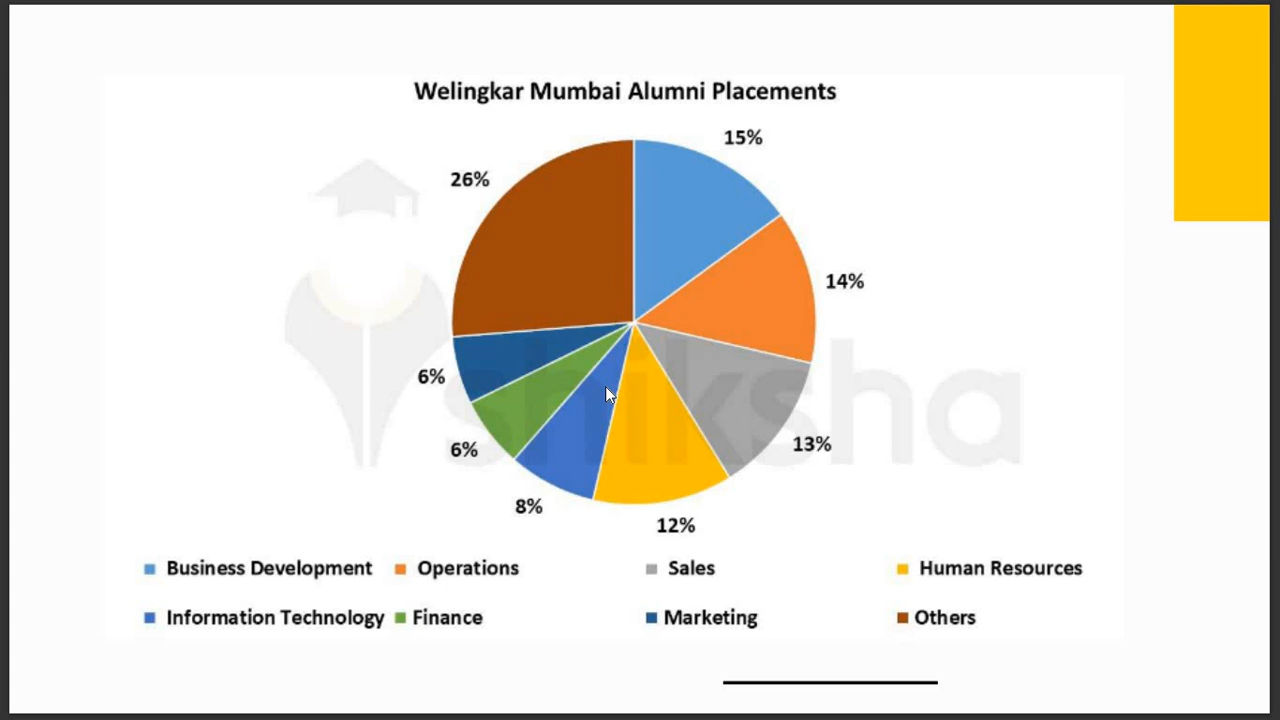 Welingkar Mumbai Alumni Placements
15%
26%
14%
6%
13%
6%
8%
12%
shiksha
Business Development Operations Sales Human Resources
Information Technology Finance Marketing Others